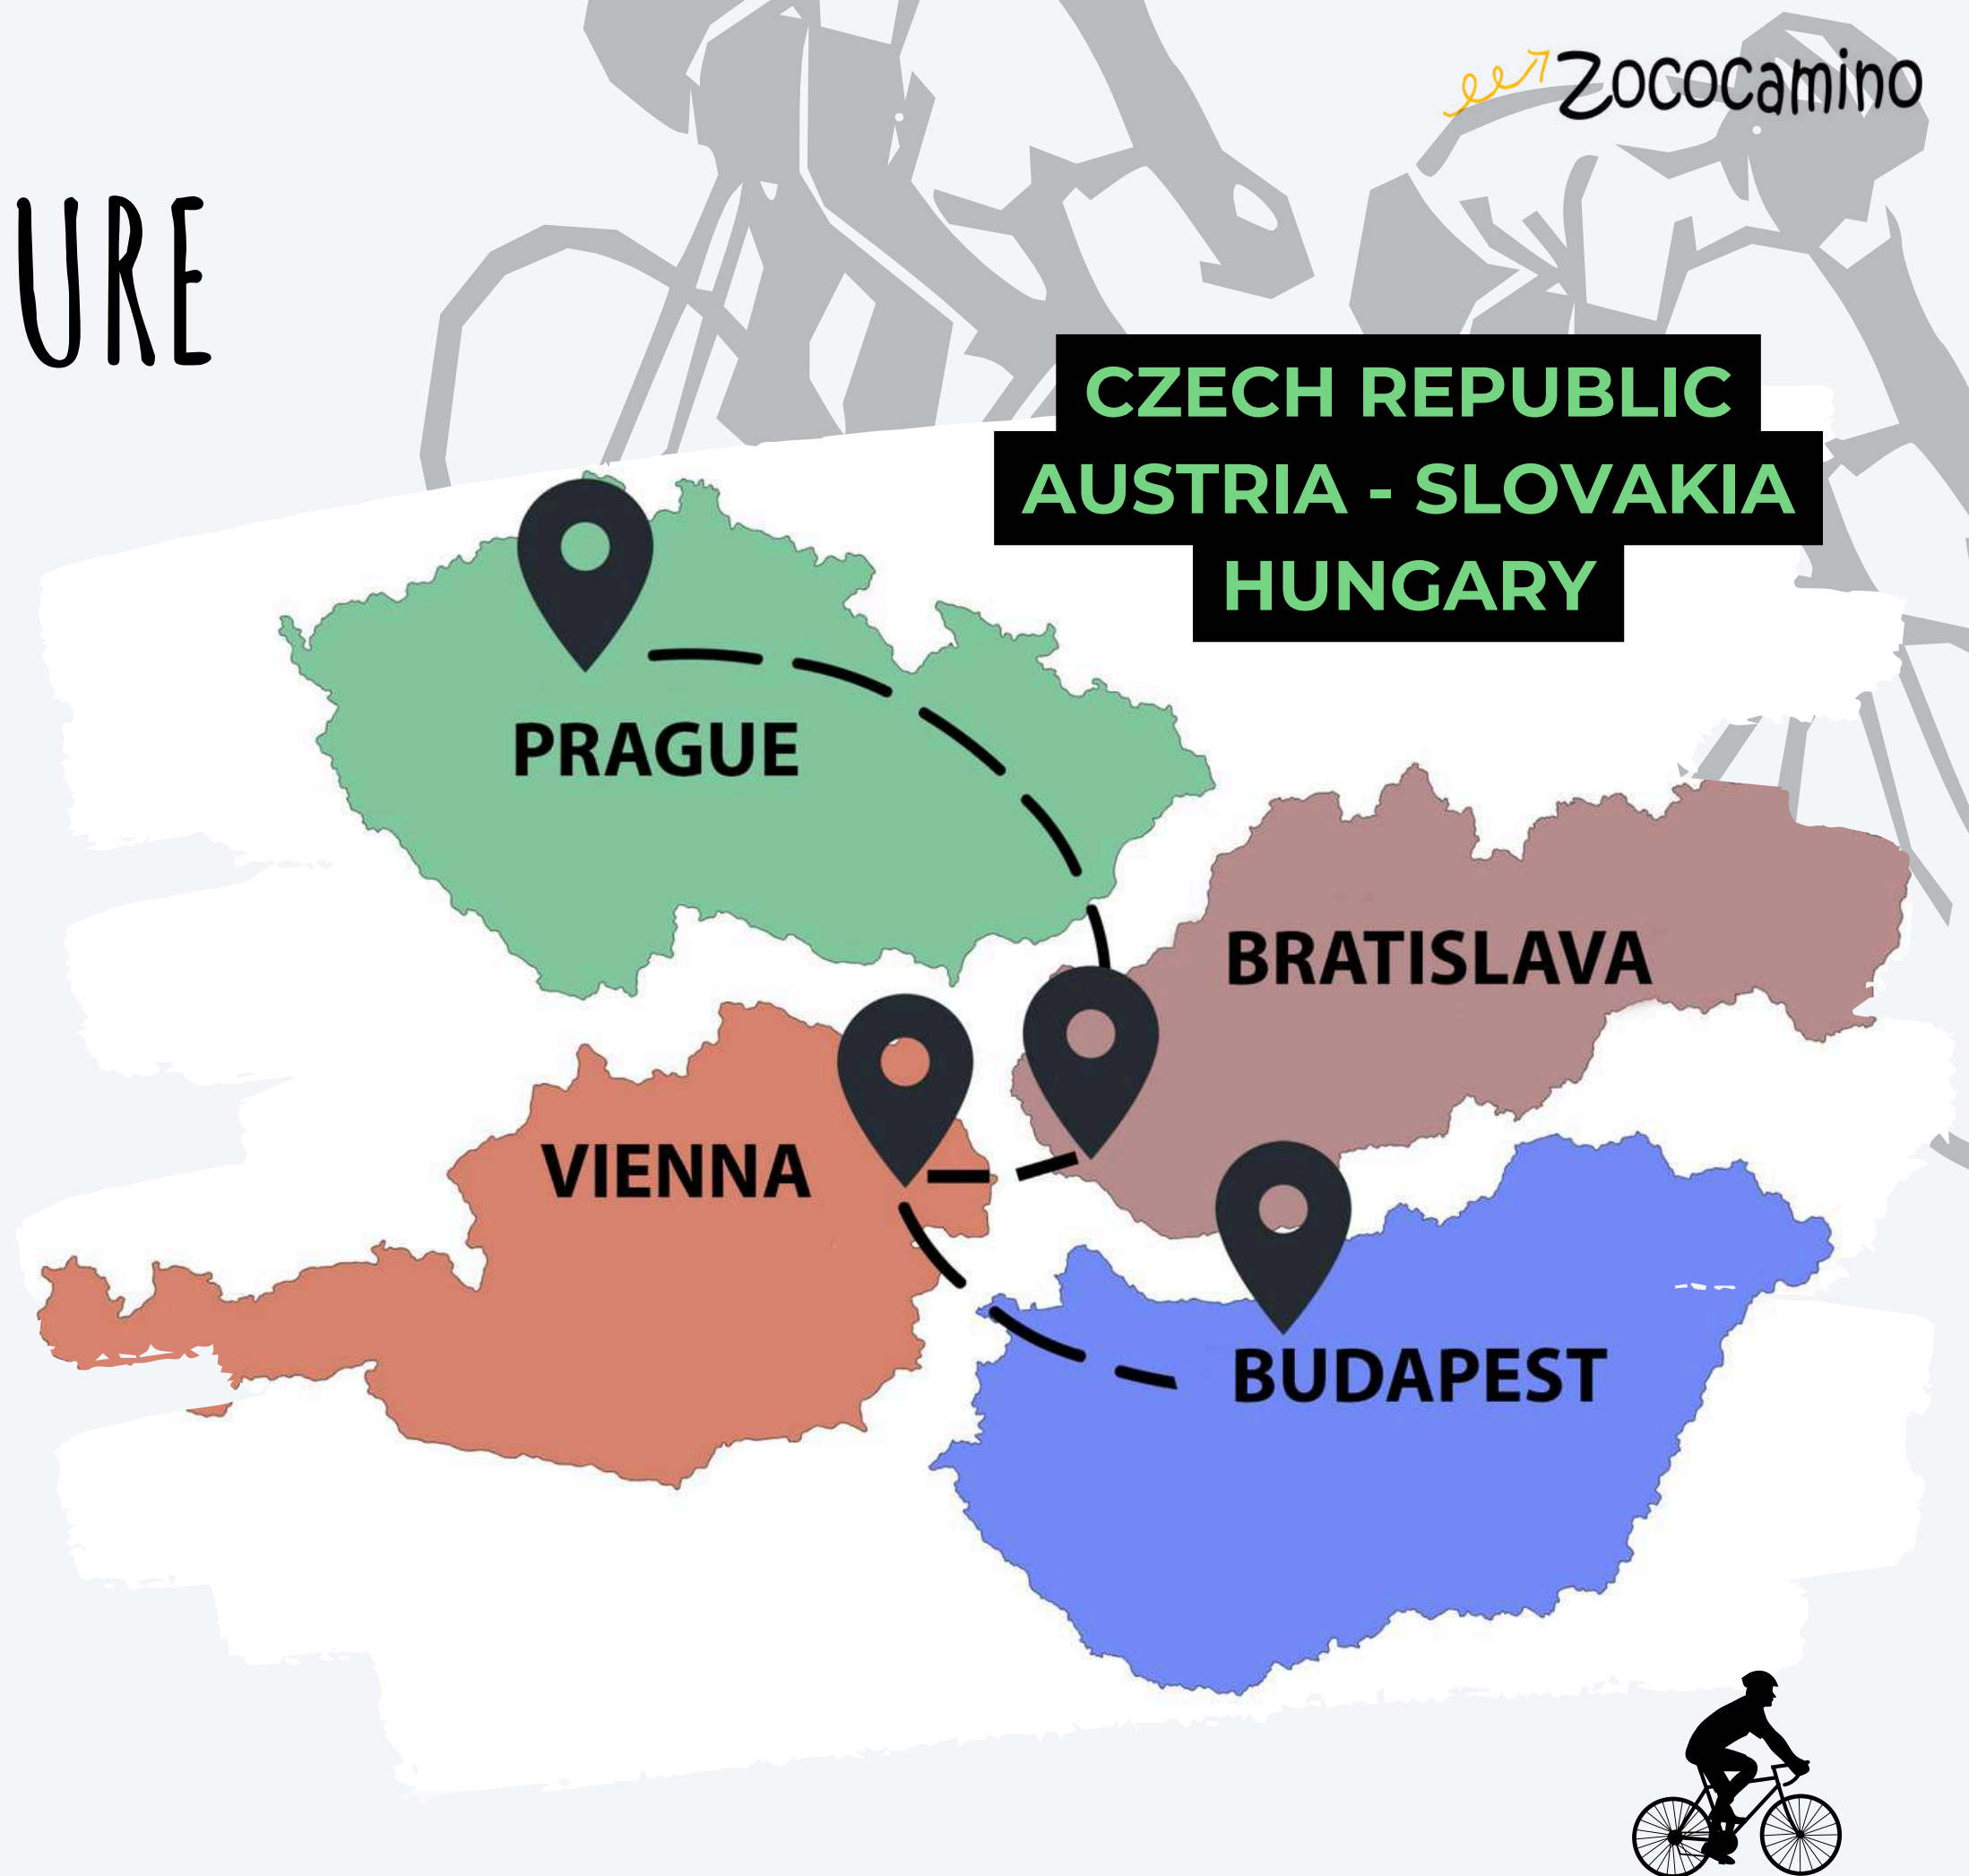 zococamino
URE
CZECH REPUBLIC
AUSTRIA - SLOVAKIA
HUNGARY
PRAGUE
BRATISLAVA
VIENNA
BUDAPEST